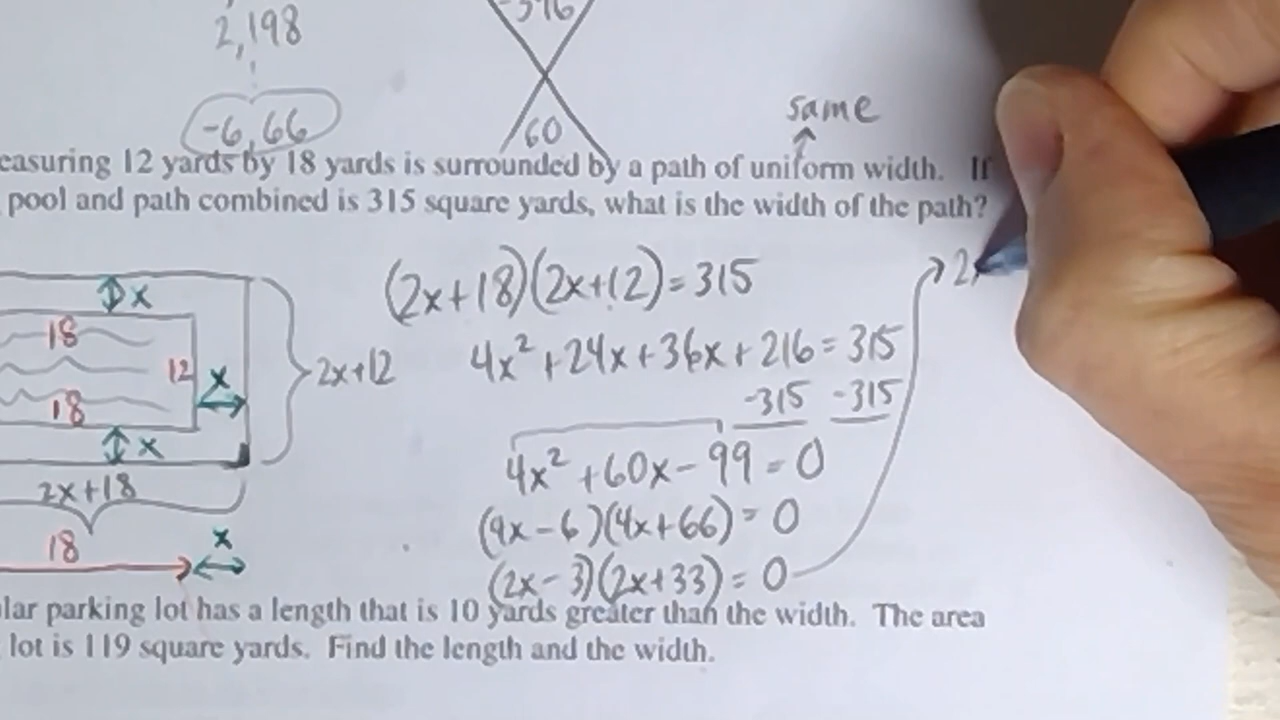 -396
2,198
-6,66
60
same
easuring 12 yards by 18 yards is surrounded by a path of uniform width. If
pool and path combined is 315 square yards, what is the width of the path?
(2x+18)(2x+12)=315
2x
x
18
4x²+24x+36x+216=315
12
x
2x+12
18
-315 -315
x
4x²+60x-99=0
2x+18
(4x-6)(4x+66)=0
18
x
(2x-3)(2x+33)=0
lar parking lot has a length that is 10 yards greater than the width. The area
lot is 119 square yards. Find the length and the width.